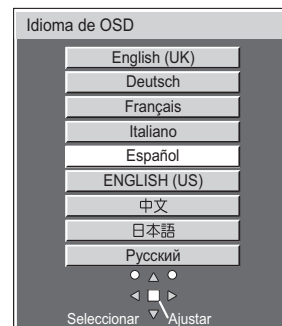 Idioma de OSD
English (UK)
Deutsch
Français
Italiano
Español
ENGLISH (US)
中文
日本語
Русский
Seleccionar Ajustar